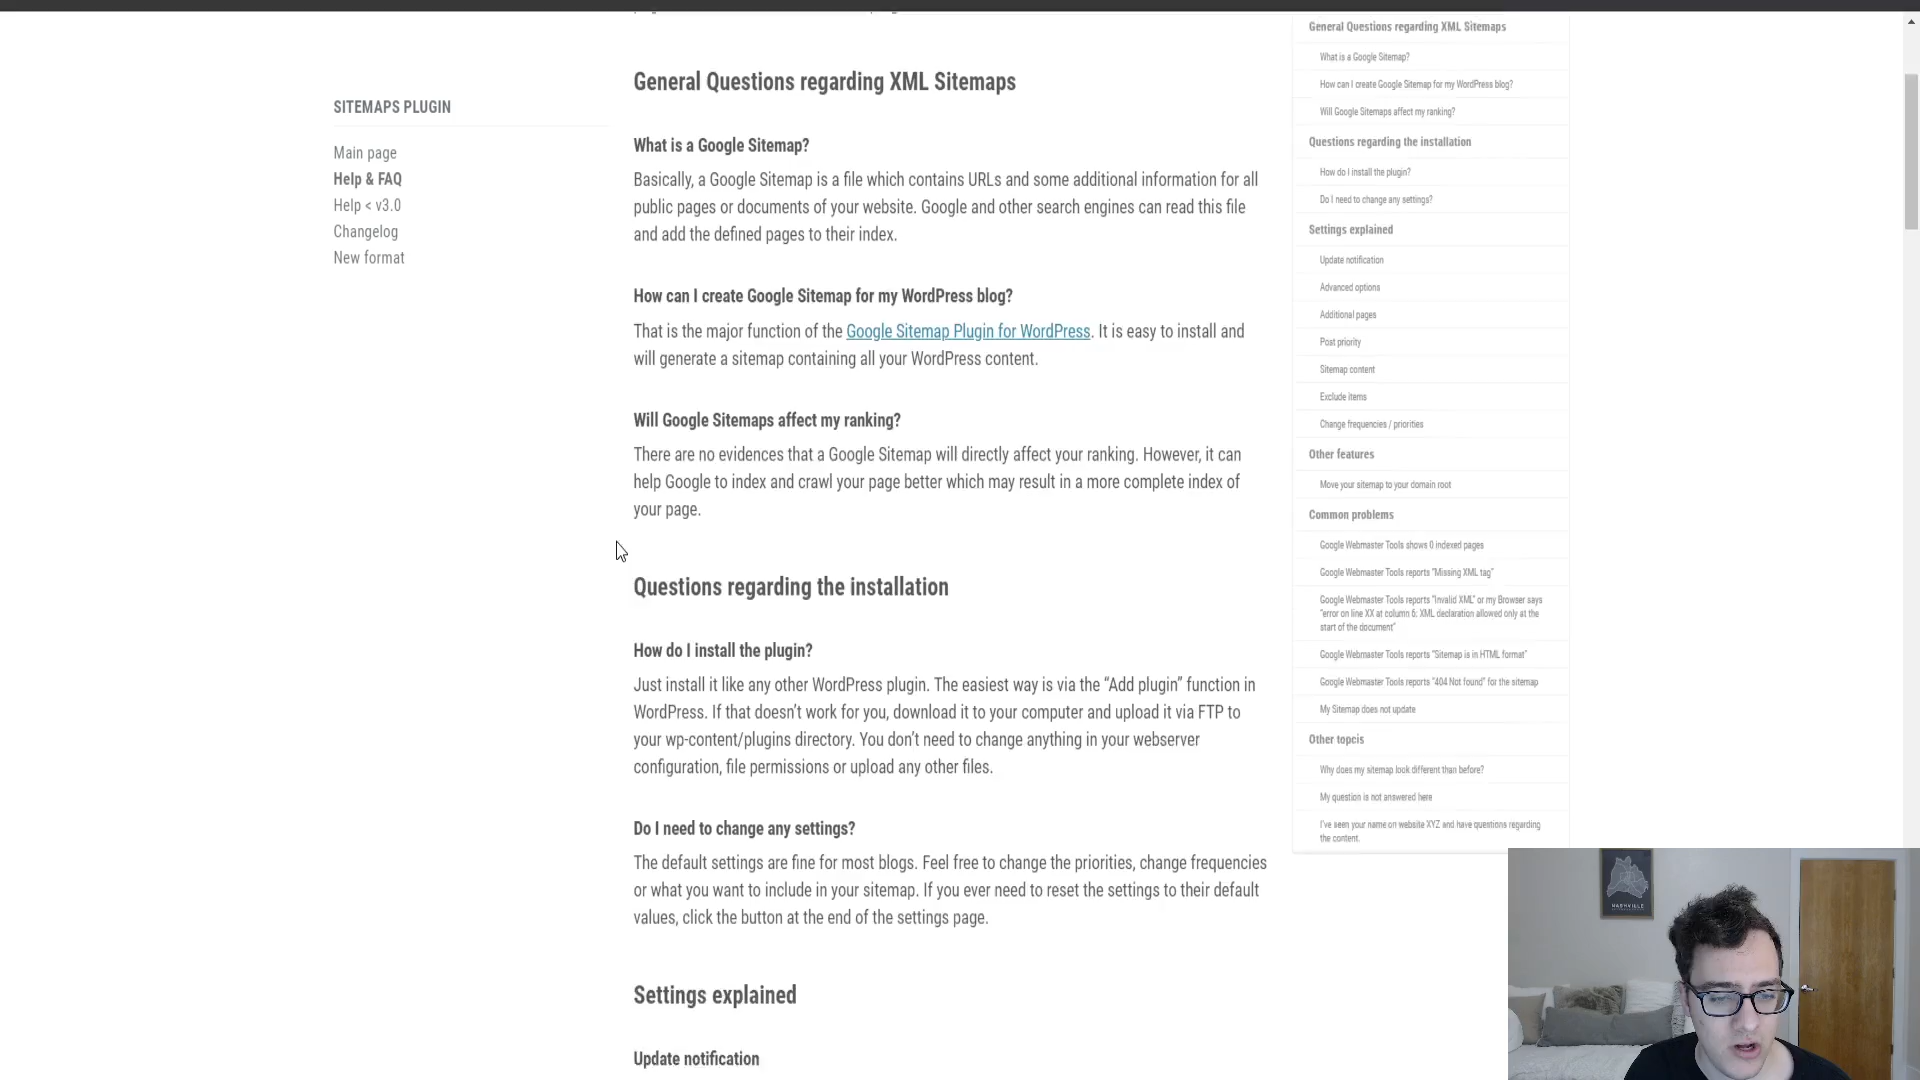 SITEMAPS PLUGIN
Main page
Help & FAQ
Help < v3.0
Changelog
New format
General Questions regarding XML Sitemaps
What is a Google Sitemap?
Basically, a Google Sitemap is a file which contains URLs and some additional information for all
public pages or documents of your website. Google and other search engines can read this file
and add the defined pages to their index.
How can I create Google Sitemap for my WordPress blog?
That is the major function of the Google Sitemap Plugin for WordPress. It is easy to install and
will generate a sitemap containing all your WordPress content.
Will Google Sitemaps affect my ranking?
There are no evidences that a Google Sitemap will directly affect your ranking. However, it can
help Google to index and crawl your page better which may result in a more complete index of
your page.
Questions regarding the installation
How do I install the plugin?
Just install it like any other WordPress plugin. The easiest way is via the “Add plugin” function in
WordPress. If that doesn’t work for you, download it to your computer and upload it via FTP to
your wp-content/plugins directory. You don’t need to change anything in your webserver
configuration, file permissions or upload any other files.
Do I need to change any settings?
The default settings are fine for most blogs. Feel free to change the priorities, change frequencies
or what you want to include in your sitemap. If you ever need to reset the settings to their default
values, click the button at the end of the settings page.
Settings explained
Update notification
General Questions regarding XML Sitemaps
What is a Google Sitemap?
How can I create Google Sitemap for my WordPress blog?
Will Google Sitemaps affect my ranking?
Questions regarding the installation
How do I install the plugin?
Do I need to change any settings?
Settings explained
Update notification
Advanced options
Additional pages
Post priority
Sitemap content
Exclude items
Change frequencies / priorities
Other features
Move your sitemap to your domain root
Common problems
Google Webmaster Tools shows 0 indexed pages
Google Webmaster Tools reports “Missing XML tag”
Google Webmaster Tools reports “Invalid XML” or my Browser says
“error on line XX at column 6: XML declaration allowed only at the
start of the document”
Google Webmaster Tools reports “Sitemap is in HTML format”
Google Webmaster Tools reports “404 Not found” for the sitemap
My Sitemap does not update
Other topcis
Why does my sitemap look different than before?
My question is not answered here
I’ve seen your name on website XYZ and have questions regarding
the content.
NASHVILLE